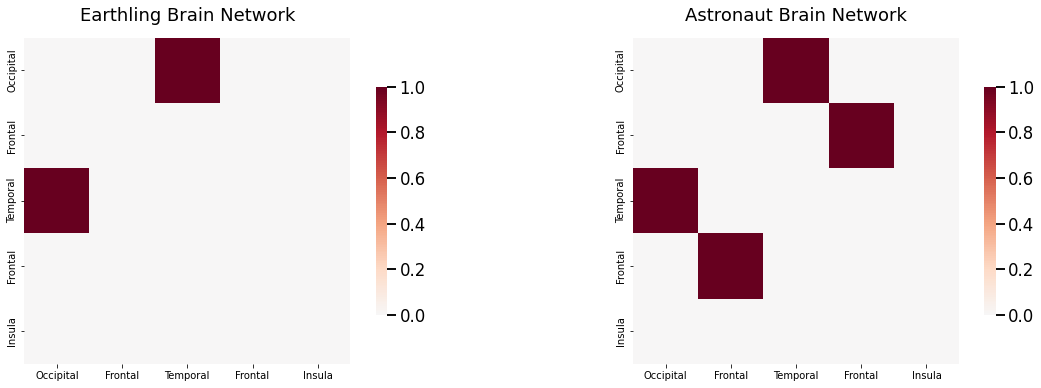 Earthling Brain Network
Occipital
Frontal
Temporal
Frontal
Insula
Occipital Frontal Temporal Frontal Insula
1.0
0.8
0.6
0.4
0.2
0.0
Astronaut Brain Network
Occipital
Frontal
Temporal
Frontal
Insula
Occipital Frontal Temporal Frontal Insula
1.0
0.8
0.6
0.4
0.2
0.0